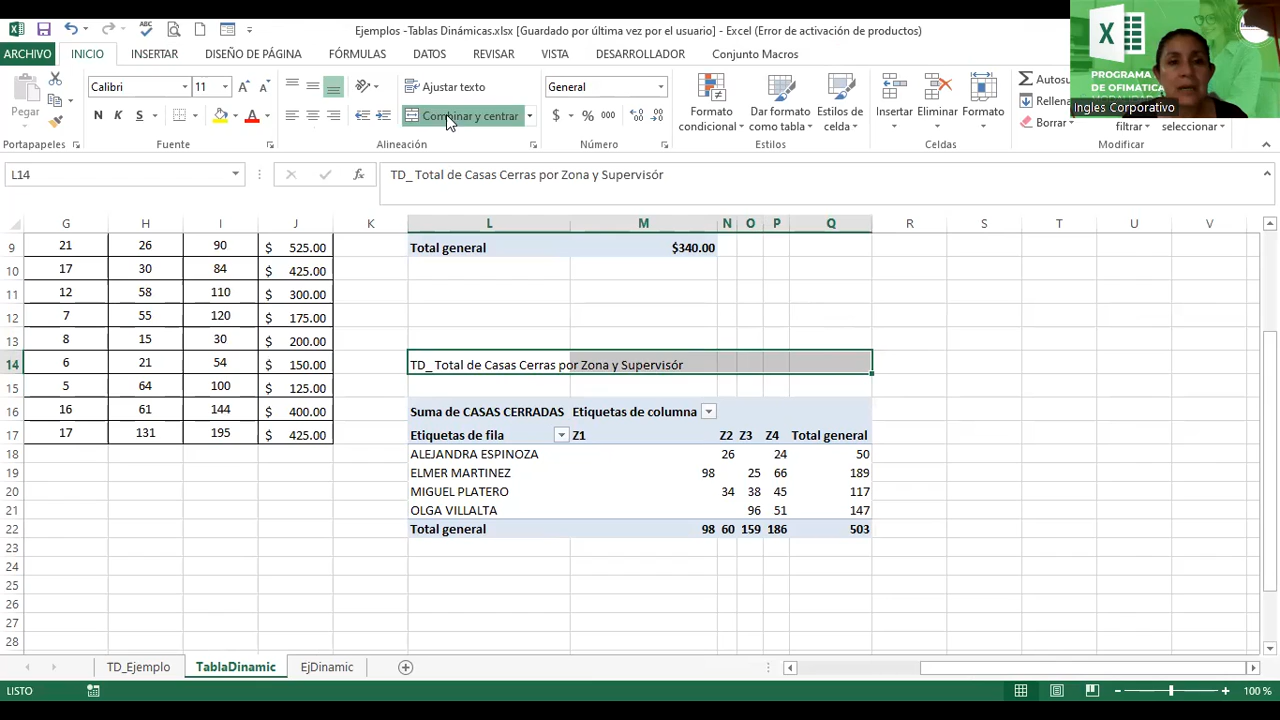 Ejemplos -Tablas Dinámicas.xlsx [Guardado por última vez por el usuario] - Excel (Error de activación de productos)
ARCHIVO INICIO INSERTAR DISEÑO DE PÁGINA FÓRMULAS DATOS REVISAR VISTA DESARROLLADOR Conjunto Macros
PROGRAMA
DE OFIMATICA
Ingles Corporativo
Pegar
Calibri 11
N K S
Ajustar texto
Combinar y centrar
General
$ % 000
Formato condicional
Dar formato como tabla
Estilos de celda
Insertar Eliminar Formato
Autosu
Rellena
Borrar
filtrar
seleccionar
Portapapeles Fuente Alineación Número Estilos Celdas Modificar
L14 fx TD_ Total de Casas Cerras por Zona y Supervisór
G H I J K L M N O P Q R S T U V
9 21 26 90 $ 525.00 Total general $340.00
10 17 30 84 $ 425.00
11 12 58 110 $ 300.00
12 7 55 120 $ 175.00
13 8 15 30 $ 200.00
14 6 21 54 $ 150.00 TD_ Total de Casas Cerras por Zona y Supervisór
15 5 64 100 $ 125.00
16 16 61 144 $ 400.00 Suma de CASAS CERRADAS Etiquetas de columna
17 17 131 195 $ 425.00 Etiquetas de fila Z1 Z2 Z3 Z4 Total general
18 ALEJANDRA ESPINOZA 26 24 50
19 ELMER MARTINEZ 98 25 66 189
20 MIGUEL PLATERO 34 38 45 117
21 OLGA VILLALTA 96 51 147
22 Total general 98 60 159 186 503
23
24
25
26
27
28
TD_Ejemplo TablaDinamic EjDinamic
LISTO 100 %